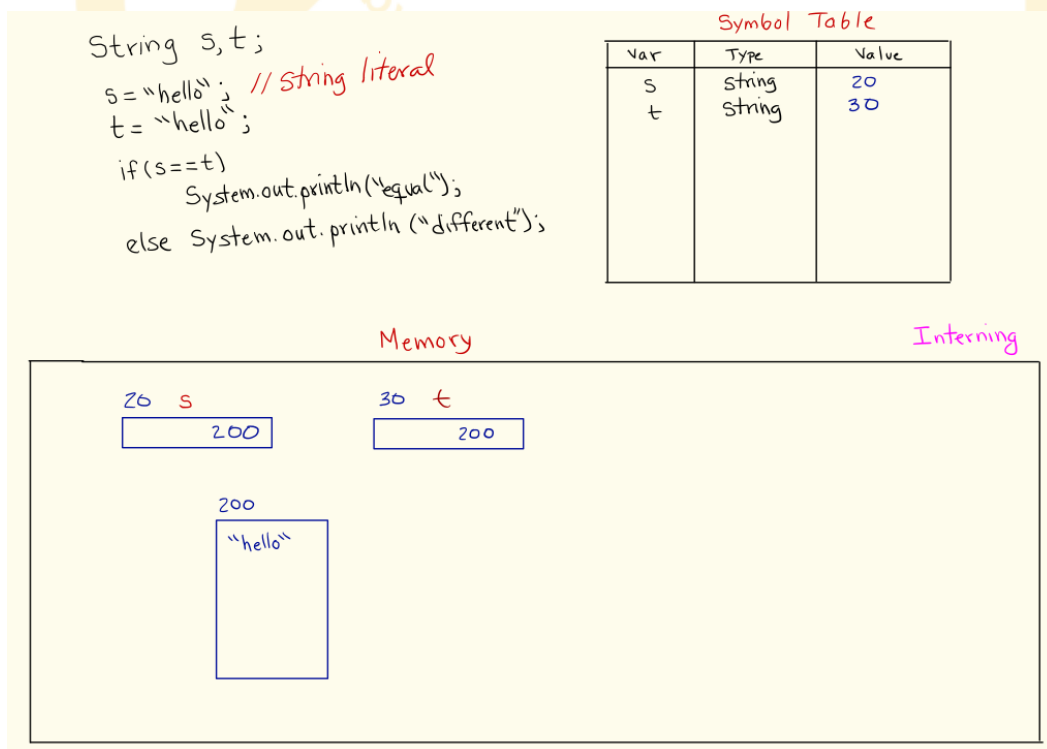 String s,t;
s = "hello"; // String literal
t = "hello";
if(s==t)
System.out.println("equal");
else System.out.println("different");
Symbol Table
Var Type Value
s String 20
t String 30
Memory
Interning
20 s
200
30 t
200
200
"hello"